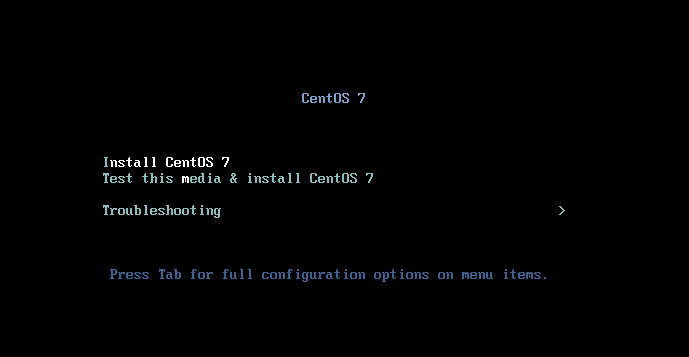 CentOS 7
Install CentOS 7
Test this media & install CentOS 7
Troubleshooting >
Press Tab for full configuration options on menu items.